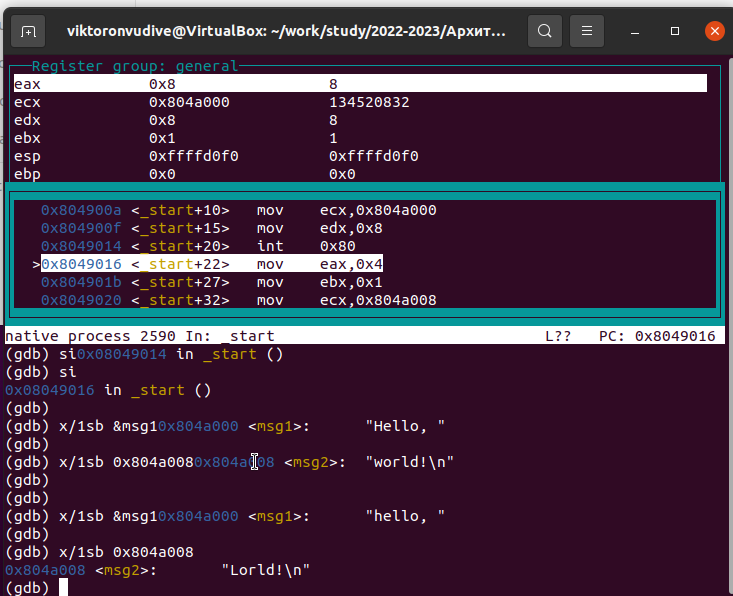 viktoronvudive@VirtualBox: ~/work/study/2022-2023/Архит...
Register group: general
eax 0x8 8
ecx 0x804a000 134520832
edx 0x8 8
ebx 0x1 1
esp 0xffffd0f0 0xffffd0f0
ebp 0x0 0x0
0x804900a <_start+10> mov ecx,0x804a000
0x804900f <_start+15> mov edx,0x8
0x8049014 <_start+20> int 0x80
>0x8049016 <_start+22> mov eax,0x4
0x804901b <_start+27> mov ebx,0x1
0x8049020 <_start+32> mov ecx,0x804a008
native process 2590 In: _start L?? PC: 0x8049016
(gdb) si0x08049014 in _start ()
(gdb) si
0x08049016 in _start ()
(gdb)
(gdb) x/1sb &msg10x804a000 <msg1>: "Hello, "
(gdb)
(gdb) x/1sb 0x804a0080x804a008 <msg2>: "world!\n"
(gdb)
(gdb)
(gdb) x/1sb &msg10x804a000 <msg1>: "hello, "
(gdb)
(gdb) x/1sb 0x804a008
0x804a008 <msg2>: "Lorld!\n"
(gdb)